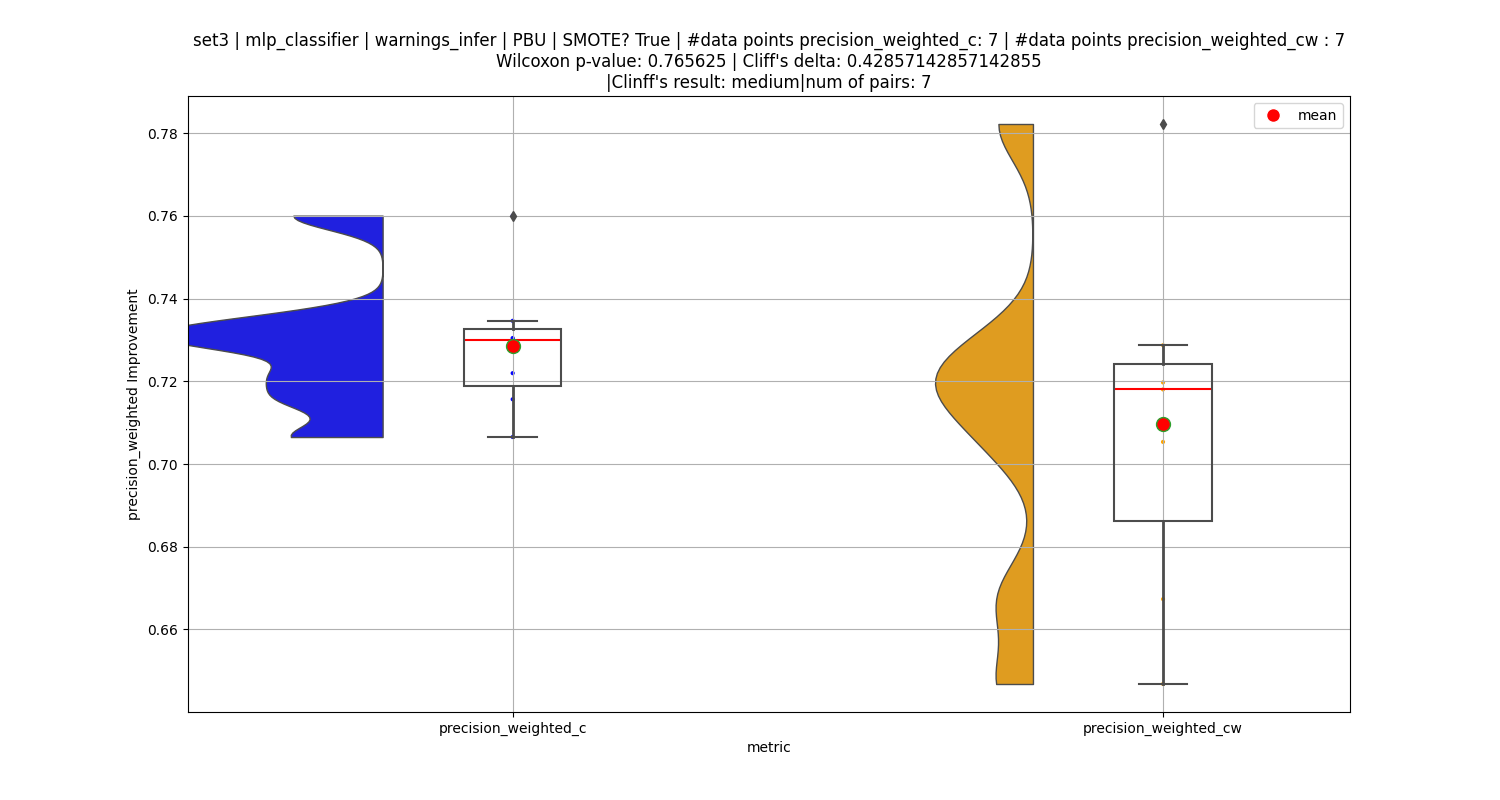 set3 | mlp_classifier | warnings_infer | PBU | SMOTE? True | #data points precision_weighted_c: 7 | #data points precision_weighted_cw : 7
Wilcoxon p-value: 0.765625 | Cliff's delta: 0.42857142857142855
|Clinff's result: medium|num of pairs: 7
mean
0.78
0.76
0.74
0.72
0.70
0.68
0.66
precision_weighted Improvement
precision_weighted_c
precision_weighted_cw
metric